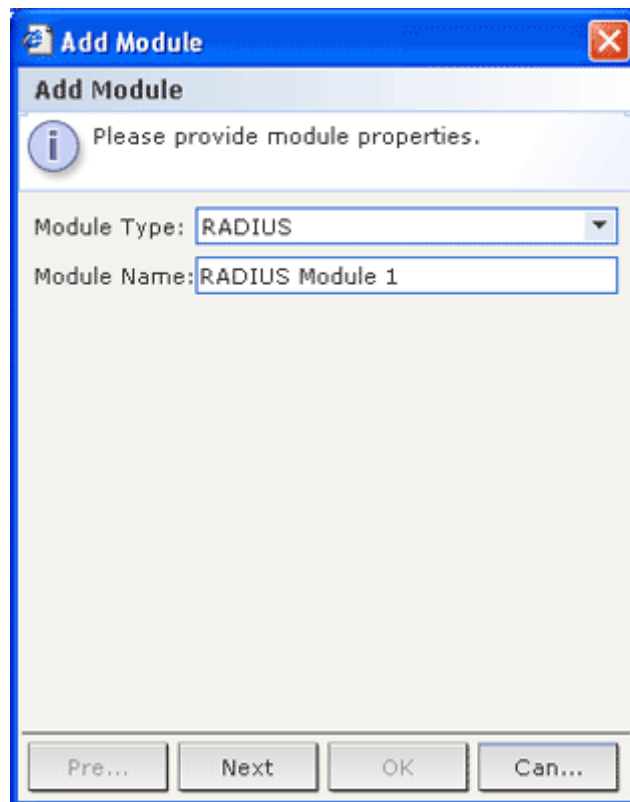 Add Module
Add Module
Please provide module properties.
Module Type: RADIUS
Module Name: RADIUS Module 1
Pre... Next OK Can...